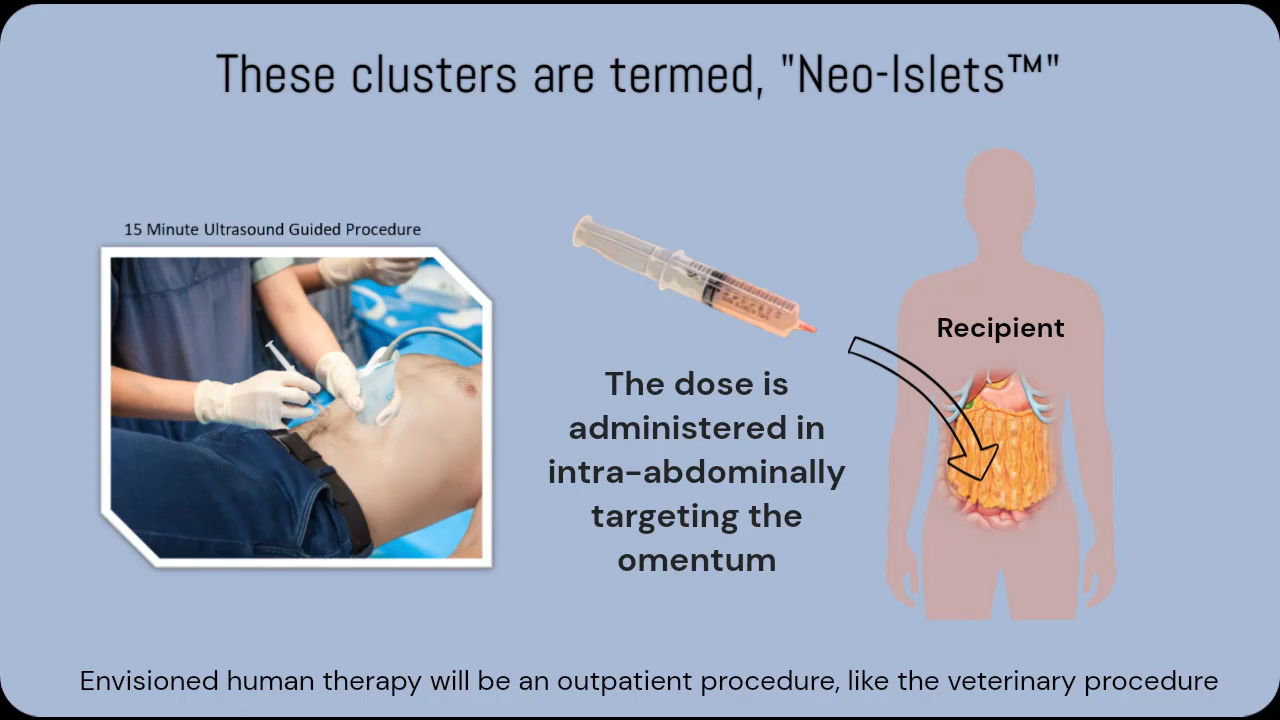 These clusters are termed, "Neo-Islets™"
15 Minute Ultrasound Guided Procedure
Recipient
The dose is
administered in
intra-abdominally
targeting the
omentum
Envisioned human therapy will be an outpatient procedure, like the veterinary procedure